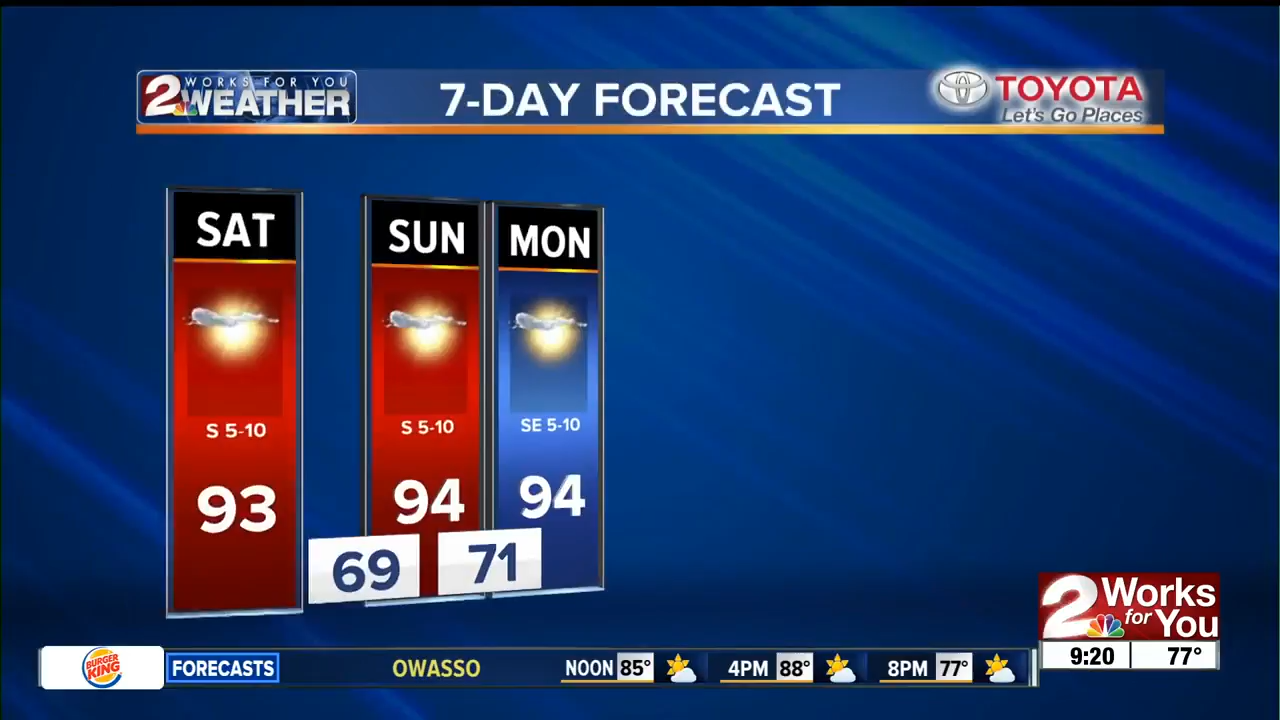 2 WORKS FOR YOU
WEATHER
7-DAY FORECAST
TOYOTA
Let's Go Places
SAT
SUN
MON
S 5-10
S 5-10
SE 5-10
93
94
94
69
71
2 Works
for You
9:20 77°
BURGER
KING
FORECASTS
OWASSO
NOON 85°
4PM 88°
8PM 77°